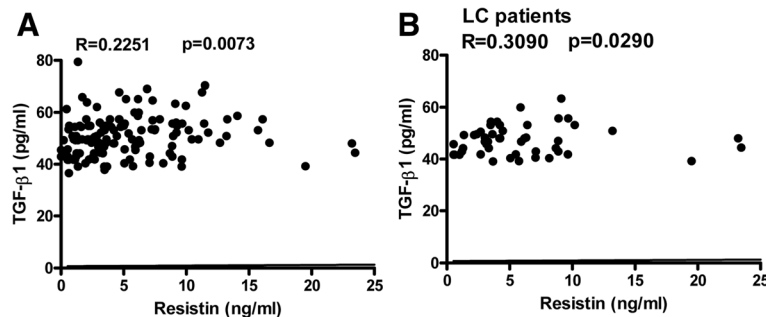 A
R=0.2251 p=0.0073
TGF-β1 (pg/ml)
80
60
40
20
0
0 5 10 15 20 25
Resistin (ng/ml)
B
LC patients
R=0.3090 p=0.0290
TGF-β1 (pg/ml)
80
60
40
20
0
0 5 10 15 20 25
Resistin (ng/ml)